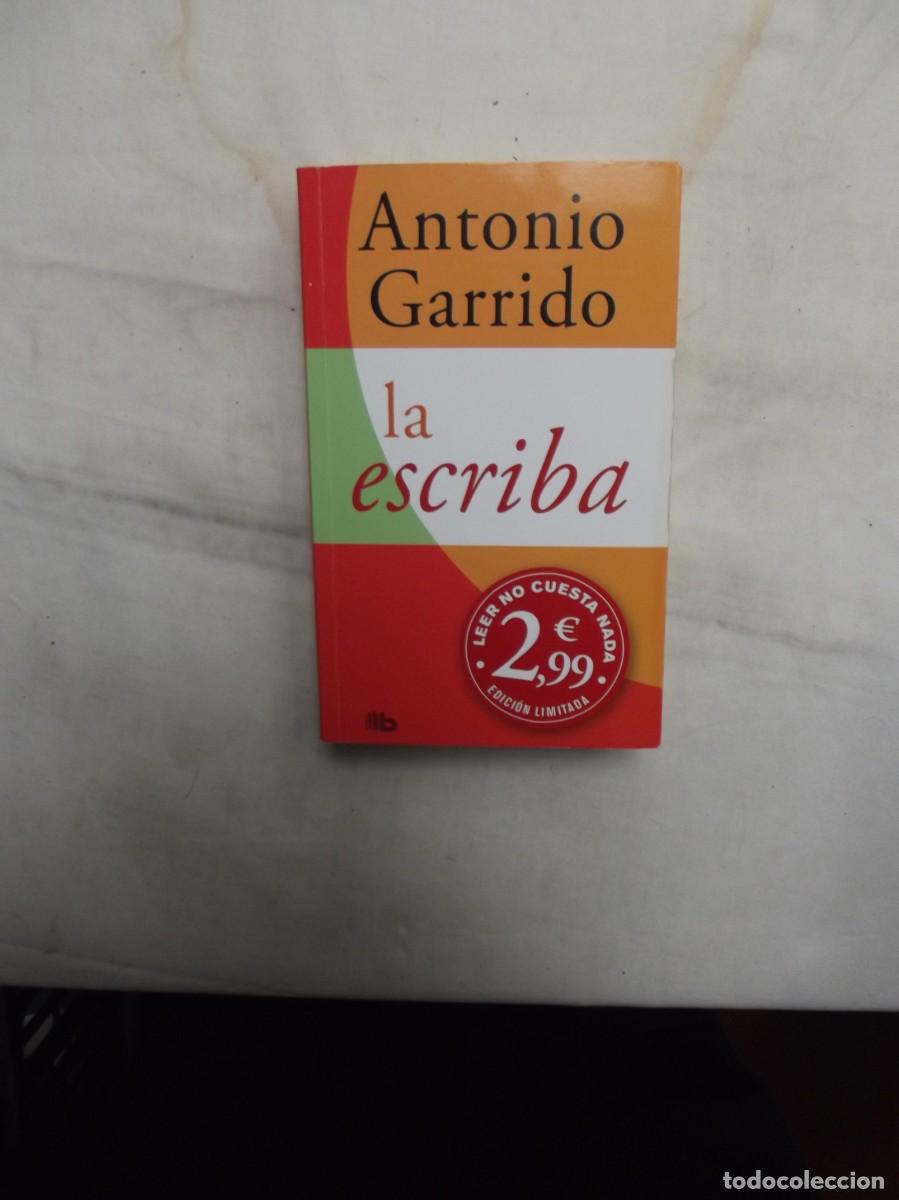 Antonio
Garrido
la
escriba
· LEER NO CUESTA NADA ·
2,99 €
EDICIÓN LIMITADA
b
todocoleccion